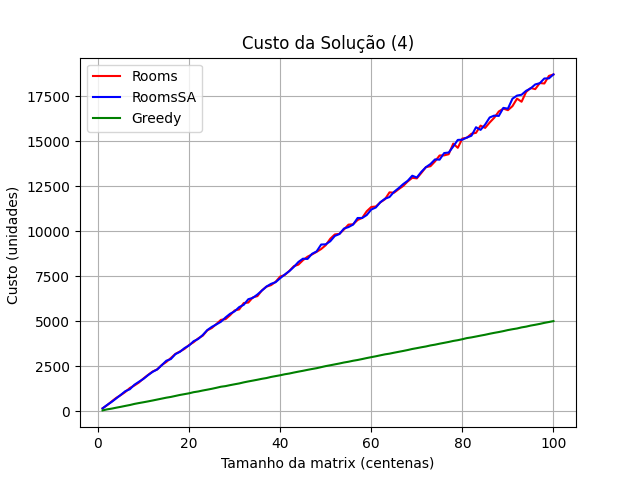 Custo da Solução (4)
Rooms
RoomsSA
Greedy
Custo (unidades)
17500
15000
12500
10000
7500
5000
2500
0
0 20 40 60 80 100
Tamanho da matrix (centenas)